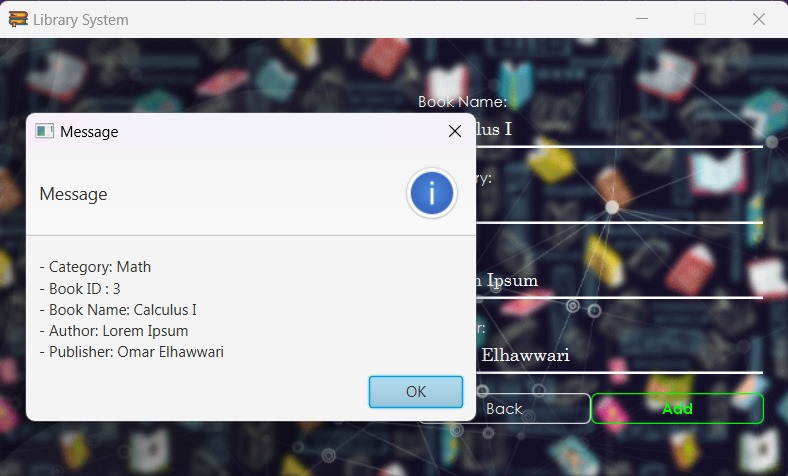 Library System
Book Name:
lus I
ry:
Ipsum
r:
Elhawwari
Back
Add
Message
Message
- Category: Math
- Book ID : 3
- Book Name: Calculus I
- Author: Lorem Ipsum
- Publisher: Omar Elhawwari
OK